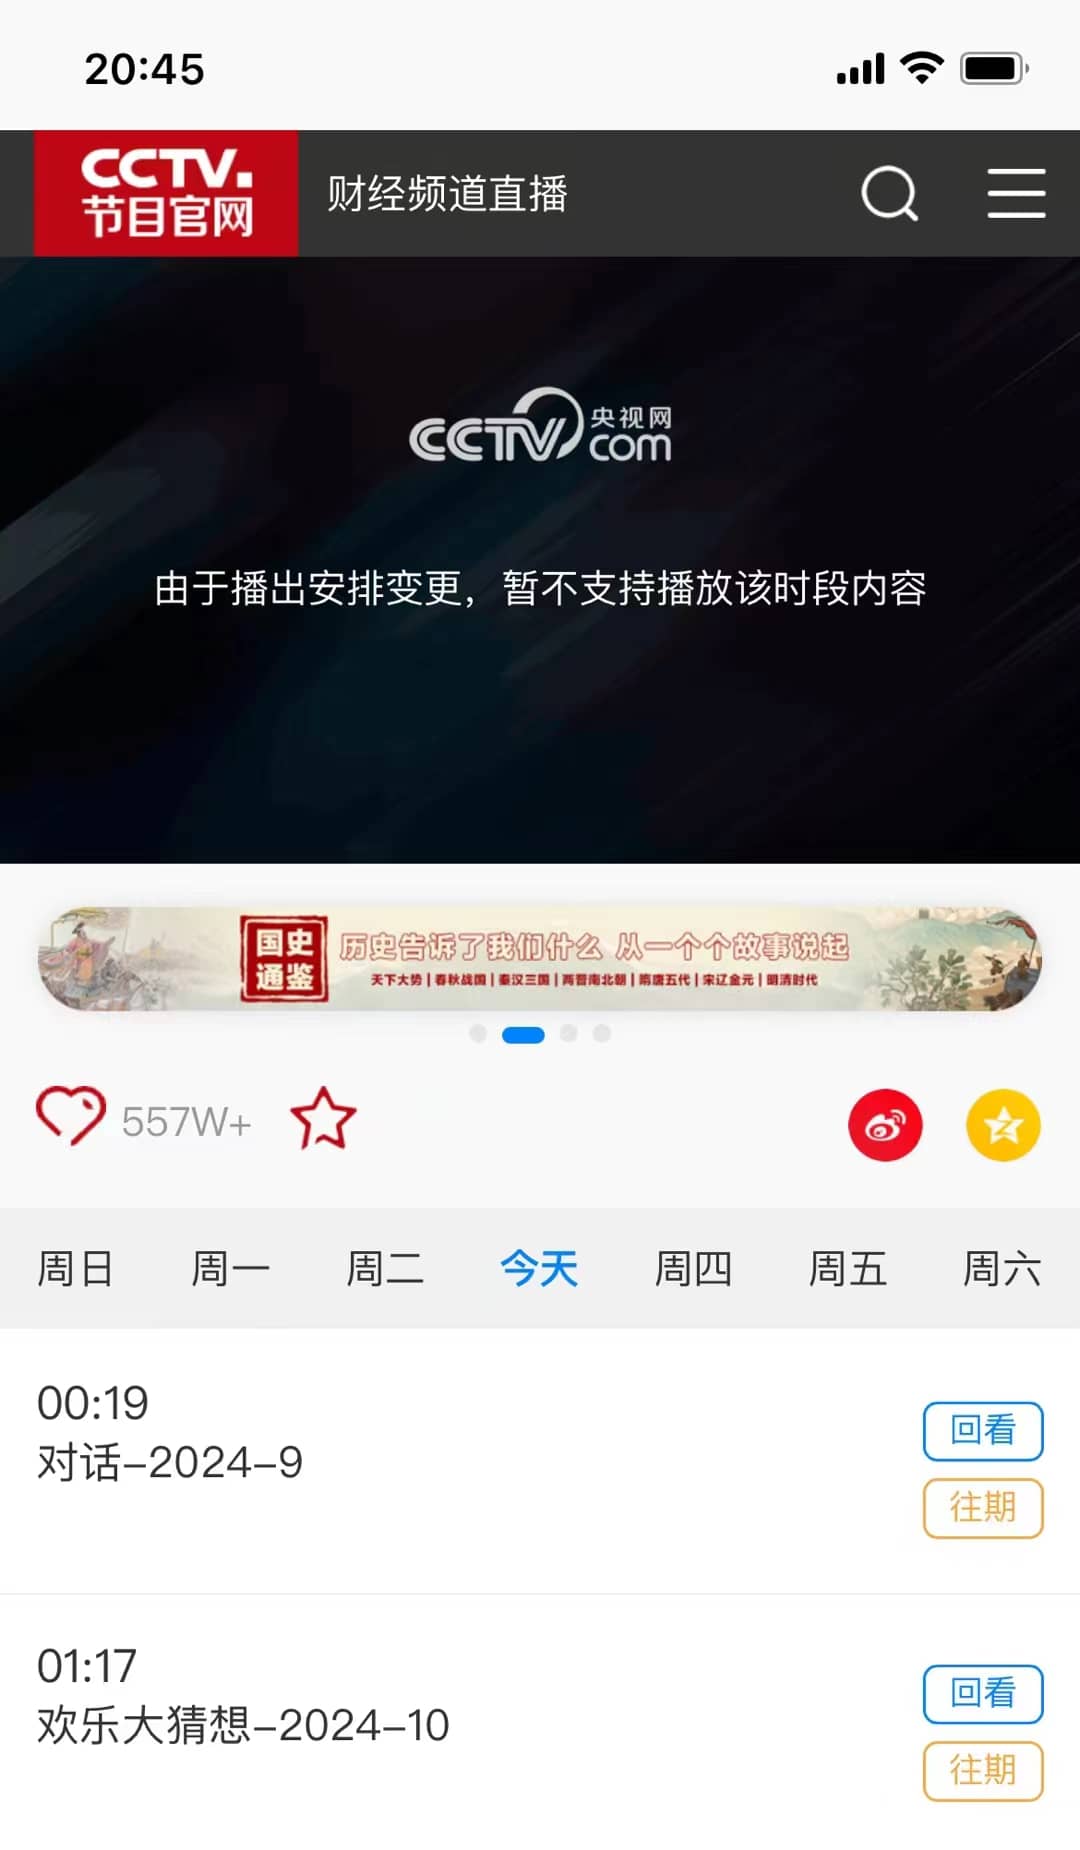 20:45
CCTV.
节目官网
财经频道直播
CCTV 央视网
com
由于播出安排变更，暂不支持播放该时段内容
国史
通鉴
历史告诉了我们什么 从一个个故事说起
天下大势|春秋战国|秦汉三国|两晋南北朝|隋唐五代|宋辽金元|明清时代
557W+
周日 周一 周二 今天 周四 周五 周六
00:19
对话-2024-9
回看
往期
01:17
欢乐大猜想-2024-10
回看
往期